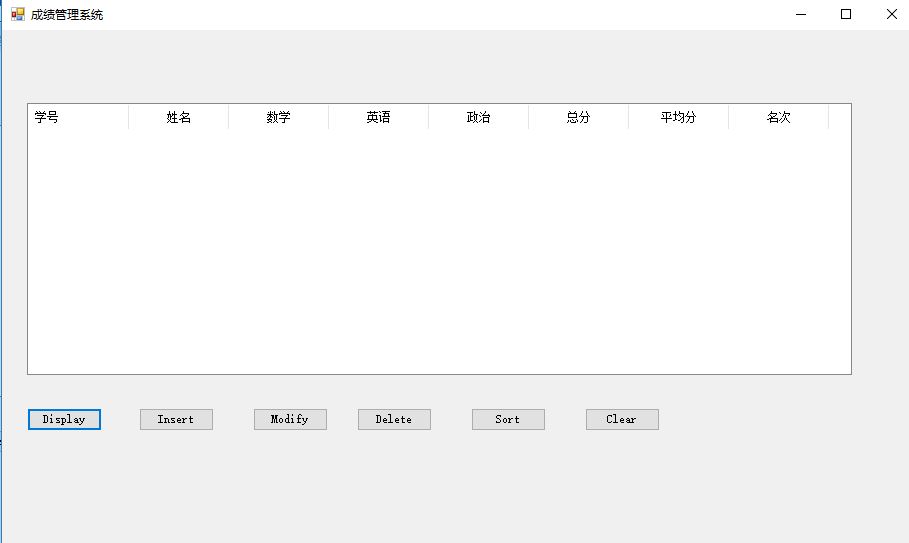 成绩管理系统
学号 姓名 数学 英语 政治 总分 平均分 名次
Display Insert Modify Delete Sort Clear